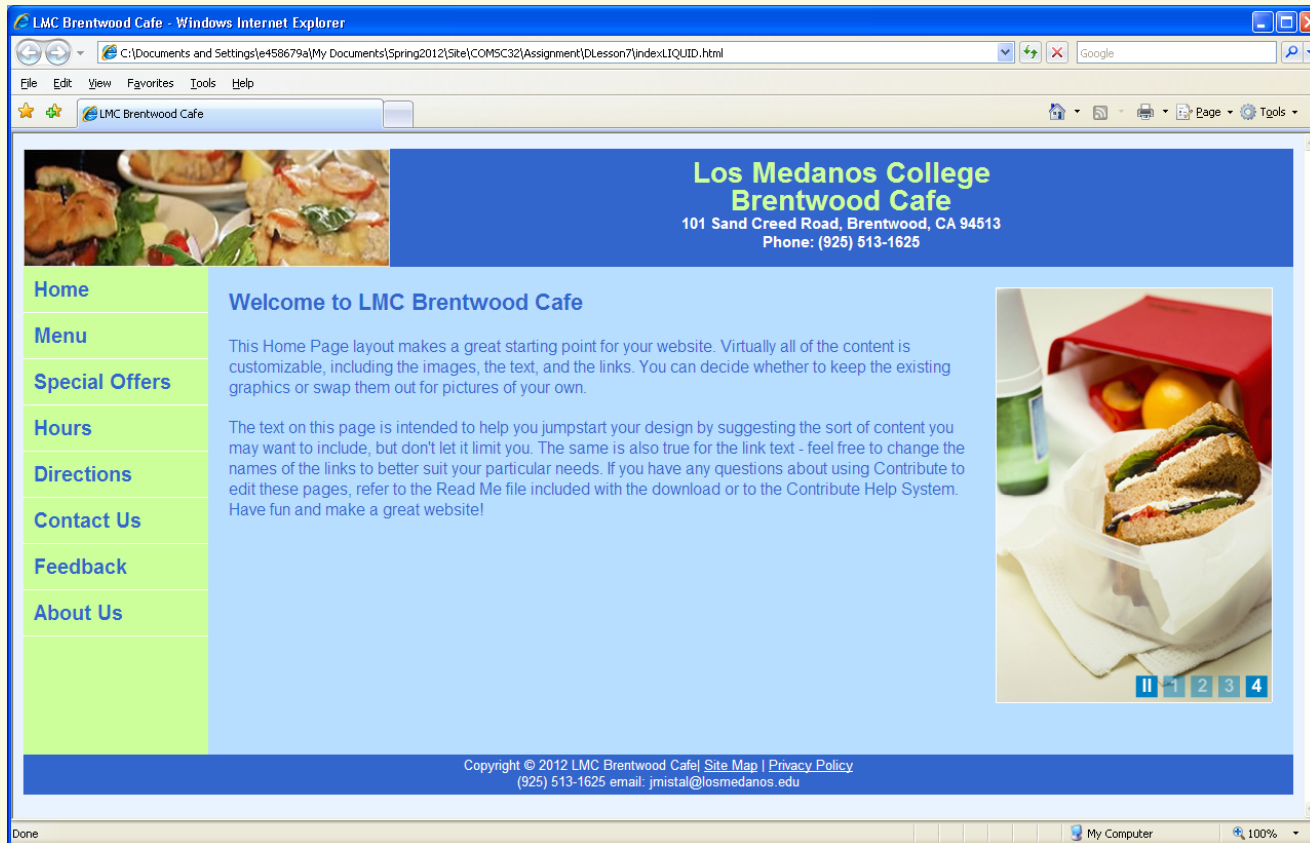 LMC Brentwood Cafe - Windows Internet Explorer
C:\Documents and Settings\e458679a\My Documents\Spring2012\Site\COMSC32\Assignment\DLesson7\indexLIQUID.html
Google
File Edit View Favorites Tools Help
LMC Brentwood Cafe
Page Tools
Los Medanos College
Brentwood Cafe
101 Sand Creed Road, Brentwood, CA 94513
Phone: (925) 513-1625
Home
Menu
Special Offers
Hours
Directions
Contact Us
Feedback
About Us
Welcome to LMC Brentwood Cafe
This Home Page layout makes a great starting point for your website. Virtually all of the content is
customizable, including the images, the text, and the links. You can decide whether to keep the existing
graphics or swap them out for pictures of your own.
The text on this page is intended to help you jumpstart your design by suggesting the sort of content you
may want to include, but don't let it limit you. The same is also true for the link text - feel free to change the
names of the links to better suit your particular needs. If you have any questions about using Contribute to
edit these pages, refer to the Read Me file included with the download or to the Contribute Help System.
Have fun and make a great website!
1 2 3 4
Copyright © 2012 LMC Brentwood Cafe| Site Map | Privacy Policy
(925) 513-1625 email: jmistal@losmedanos.edu
Done
My Computer
100%